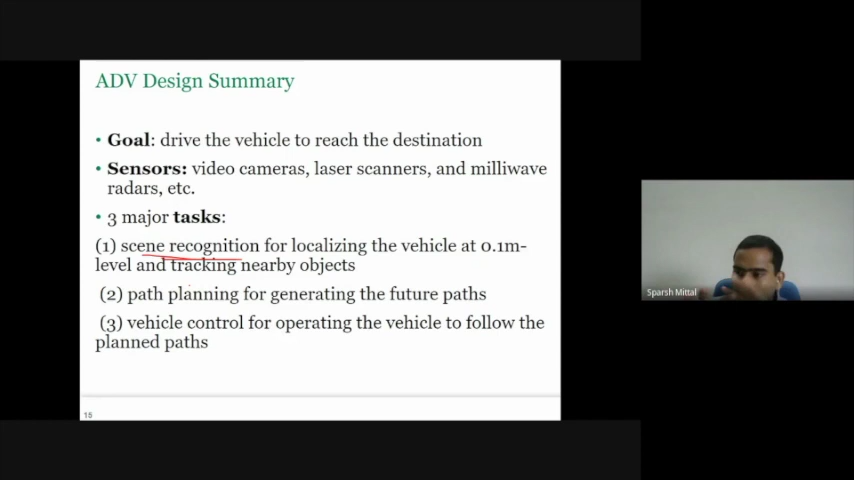 ADV Design Summary
• Goal: drive the vehicle to reach the destination
• Sensors: video cameras, laser scanners, and milliwave
radars, etc.
• 3 major tasks:
(1) scene recognition for localizing the vehicle at 0.1m-
level and tracking nearby objects
(2) path planning for generating the future paths
(3) vehicle control for operating the vehicle to follow the
planned paths
15
Sparsh Mittal